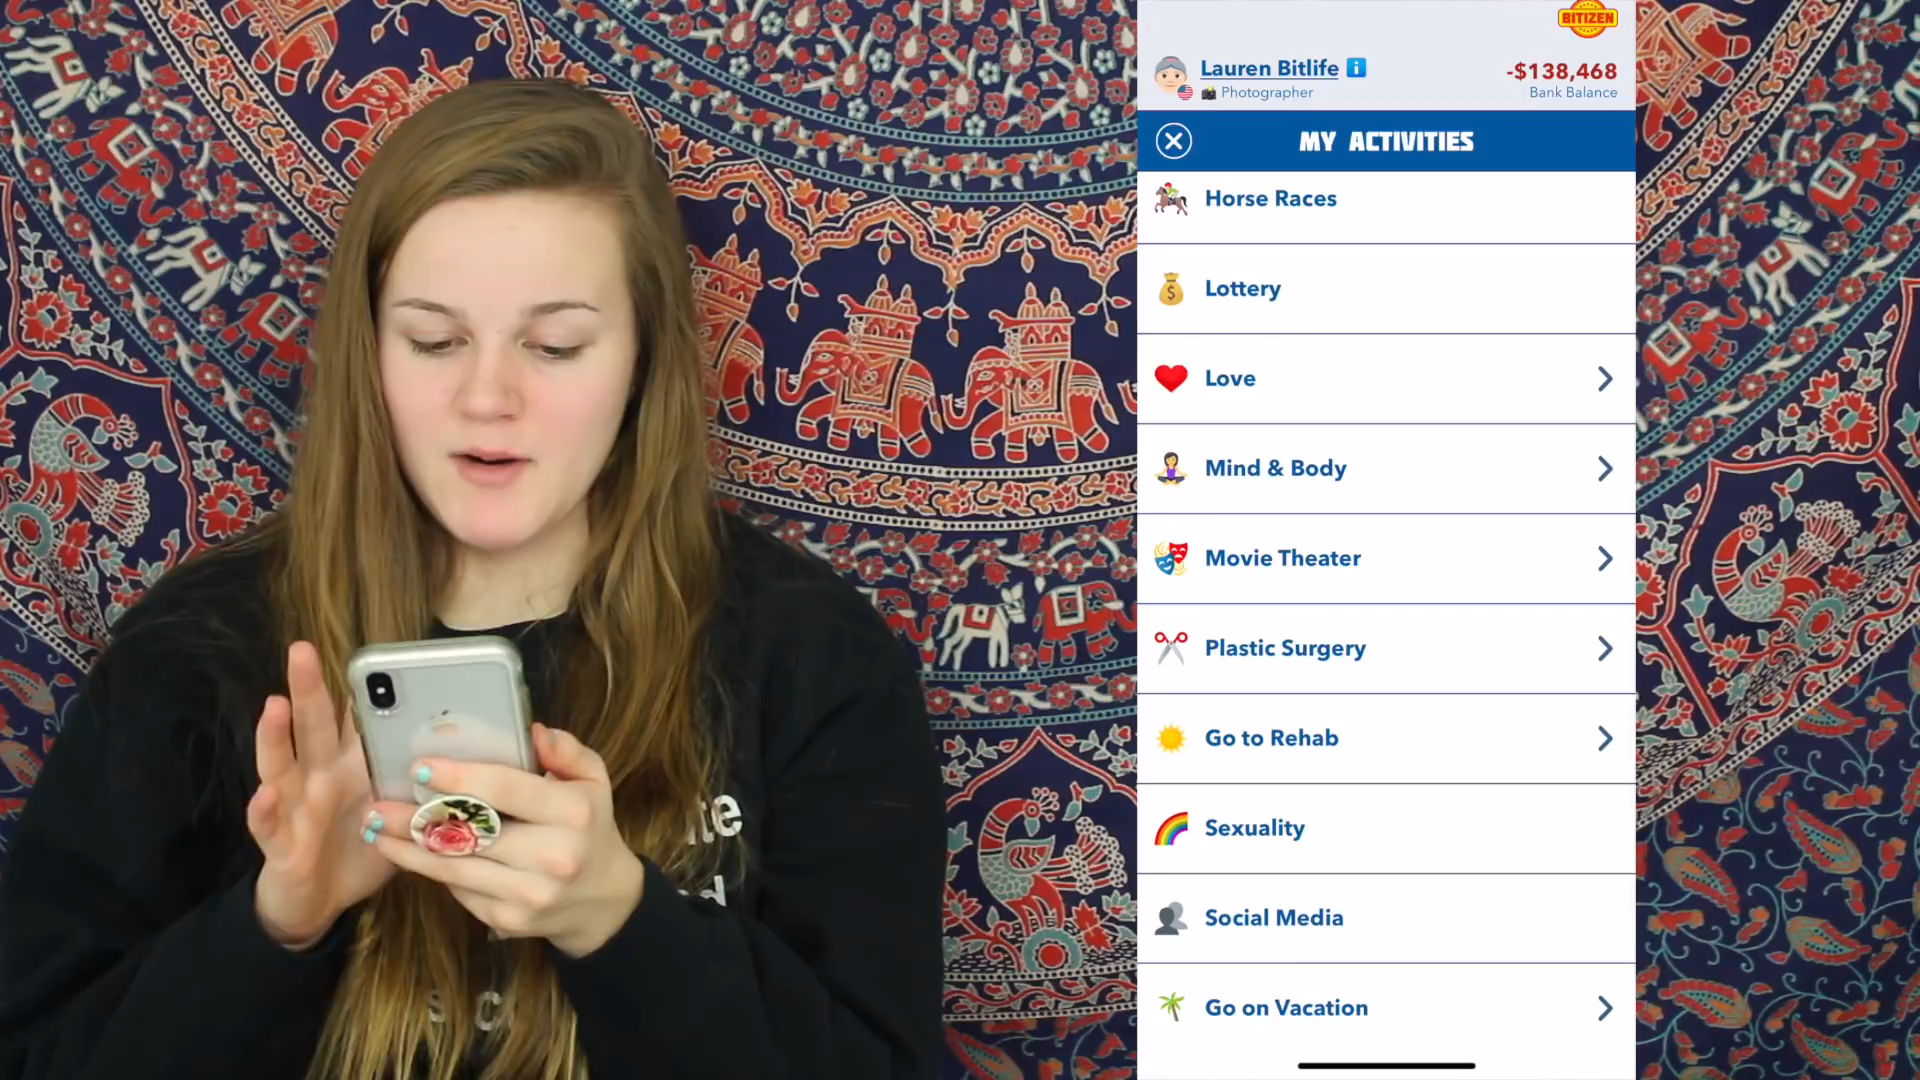 BITIZEN
Lauren Bitlife
-$138,468
Photographer
Bank Balance
MY ACTIVITIES
Horse Races
Lottery
Love
Mind & Body
Movie Theater
Plastic Surgery
Go to Rehab
Sexuality
Social Media
Go on Vacation